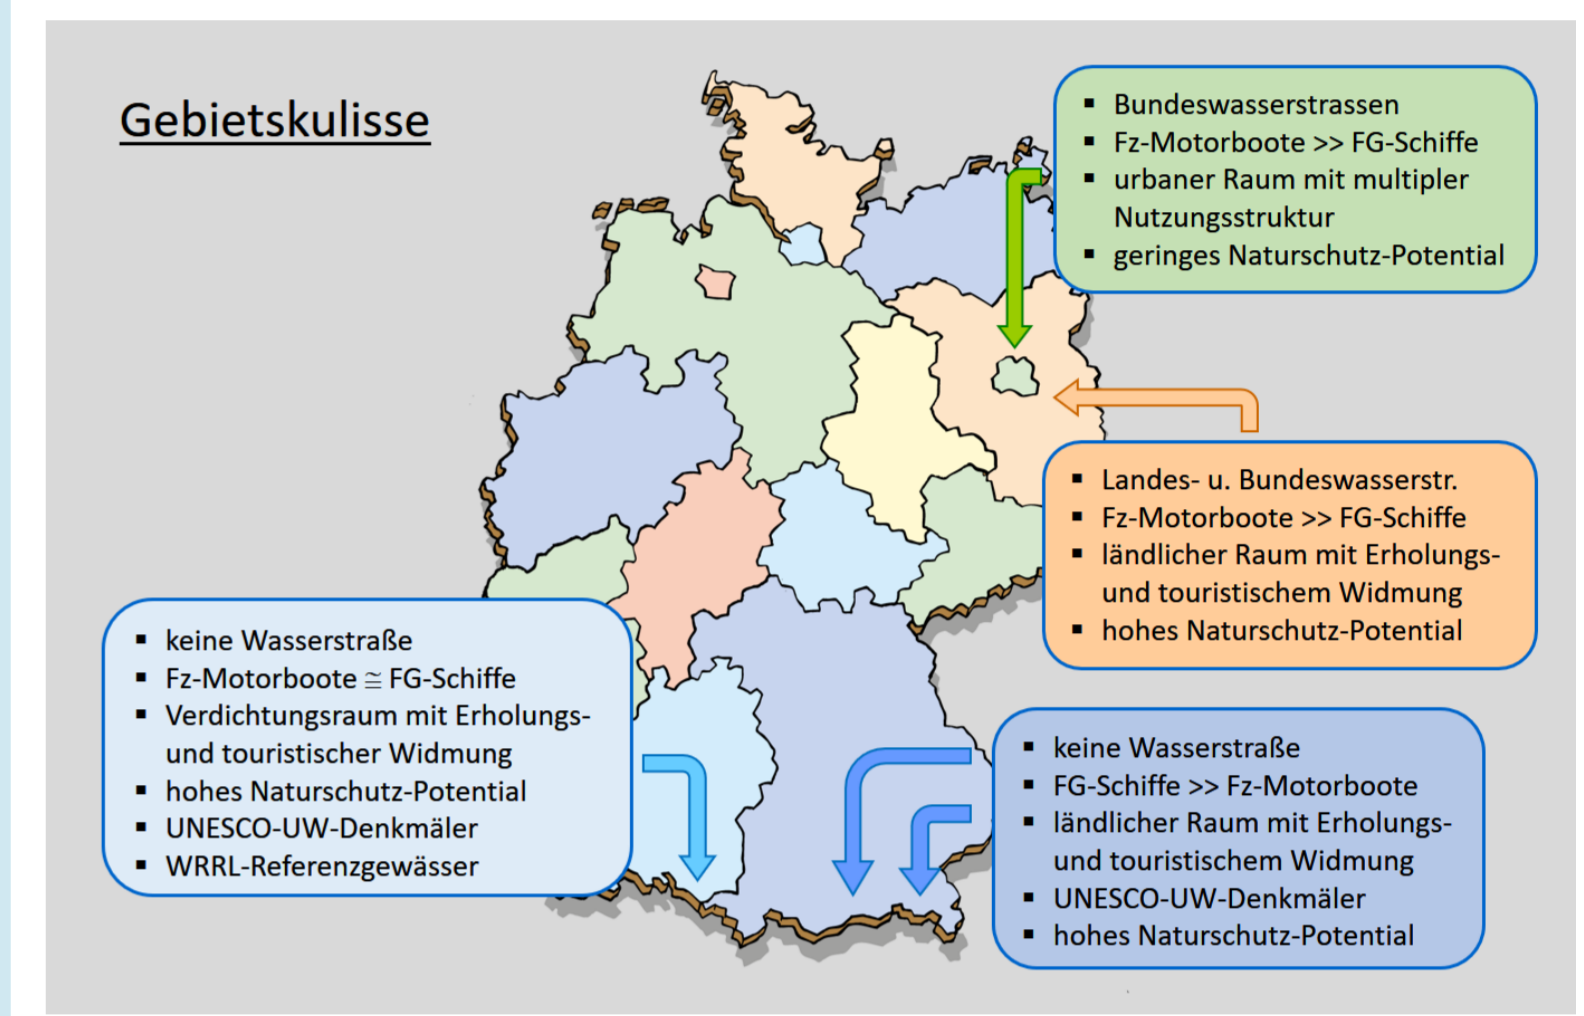 Gebietskulisse
▪ Bundeswasserstrassen
▪ Fz-Motorboote >> FG-Schiffe
▪ urbaner Raum mit multipler
Nutzungsstruktur
▪ geringes Naturschutz-Potential
▪ Landes- u. Bundeswasserstr.
▪ Fz-Motorboote >> FG-Schiffe
▪ ländlicher Raum mit Erholungs-
und touristischem Widmung
▪ hohes Naturschutz-Potential
▪ keine Wasserstraße
▪ Fz-Motorboote ≅ FG-Schiffe
▪ Verdichtungsraum mit Erholungs-
und touristischer Widmung
▪ hohes Naturschutz-Potential
▪ UNESCO-UW-Denkmäler
▪ WRRL-Referenzgewässer
▪ keine Wasserstraße
▪ FG-Schiffe >> Fz-Motorboote
▪ ländlicher Raum mit Erholungs-
und touristischem Widmung
▪ UNESCO-UW-Denkmäler
▪ hohes Naturschutz-Potential